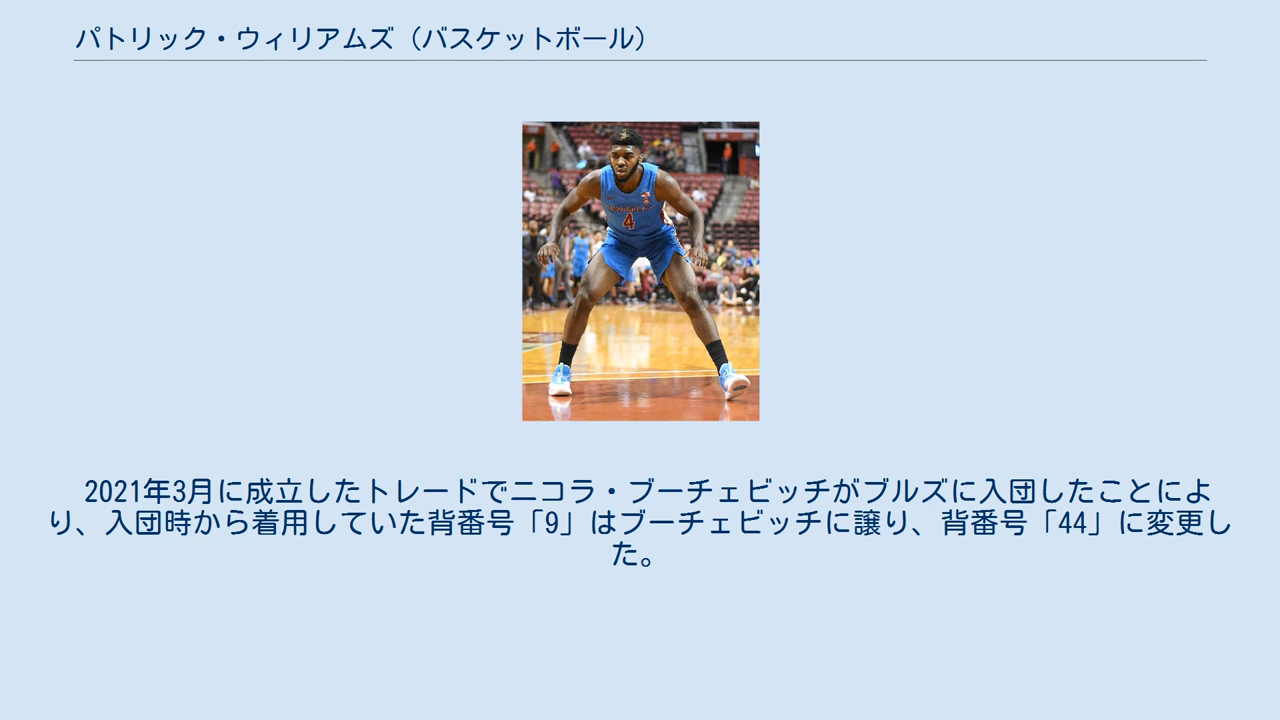 パトリック・ウィリアムズ（バスケットボール）
4
2021年3月に成立したトレードでニコラ・ブーチェビッチがブルズに入団したことによ
り、入団時から着用していた背番号「9」はブーチェビッチに譲り、背番号「44」に変更し
た。